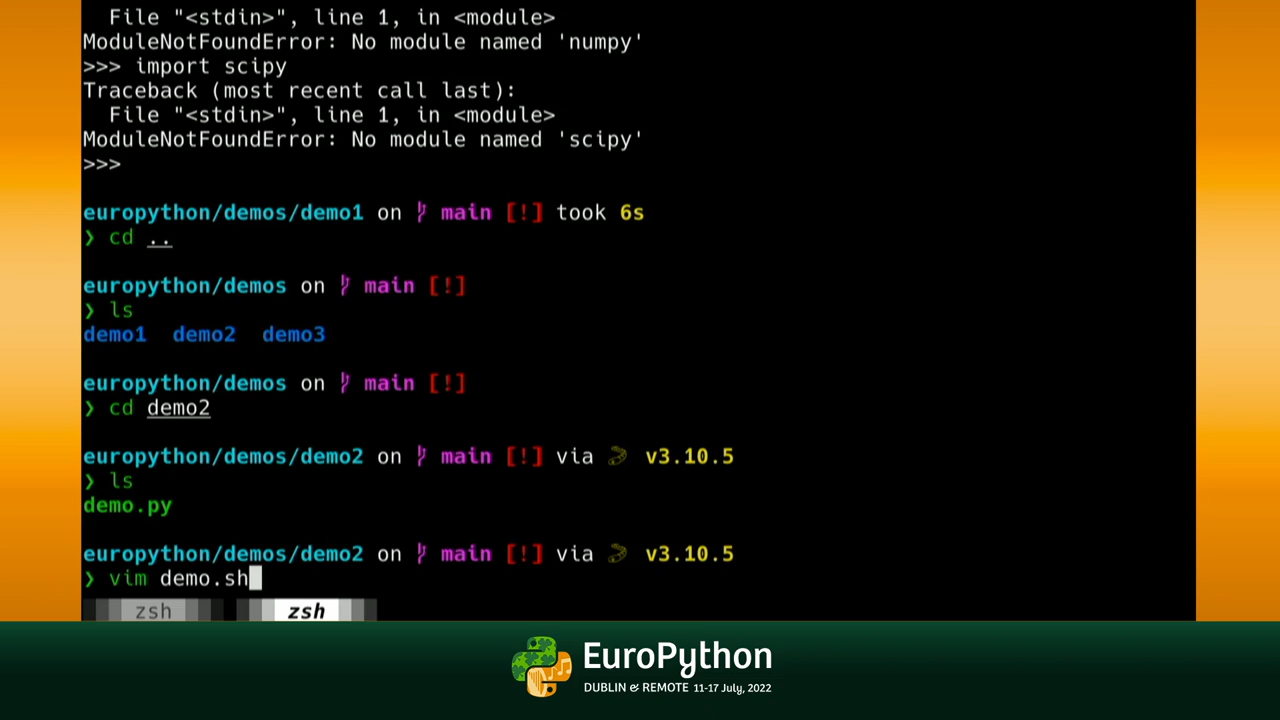 File "<stdin>", line 1, in <module>
ModuleNotFoundError: No module named 'numpy'
>>> import scipy
Traceback (most recent call last):
File "<stdin>", line 1, in <module>
ModuleNotFoundError: No module named 'scipy'
>>>
europython/demos/demo1 on main [!] took 6s
❯ cd ..
europython/demos on main [!]
❯ ls
demo1 demo2 demo3
europython/demos on main [!]
❯ cd demo2
europython/demos/demo2 on main [!] via v3.10.5
❯ ls
demo.py
europython/demos/demo2 on main [!] via v3.10.5
❯ vim demo.sh
zsh zsh
EuroPython
DUBLIN & REMOTE 11-17 July, 2022